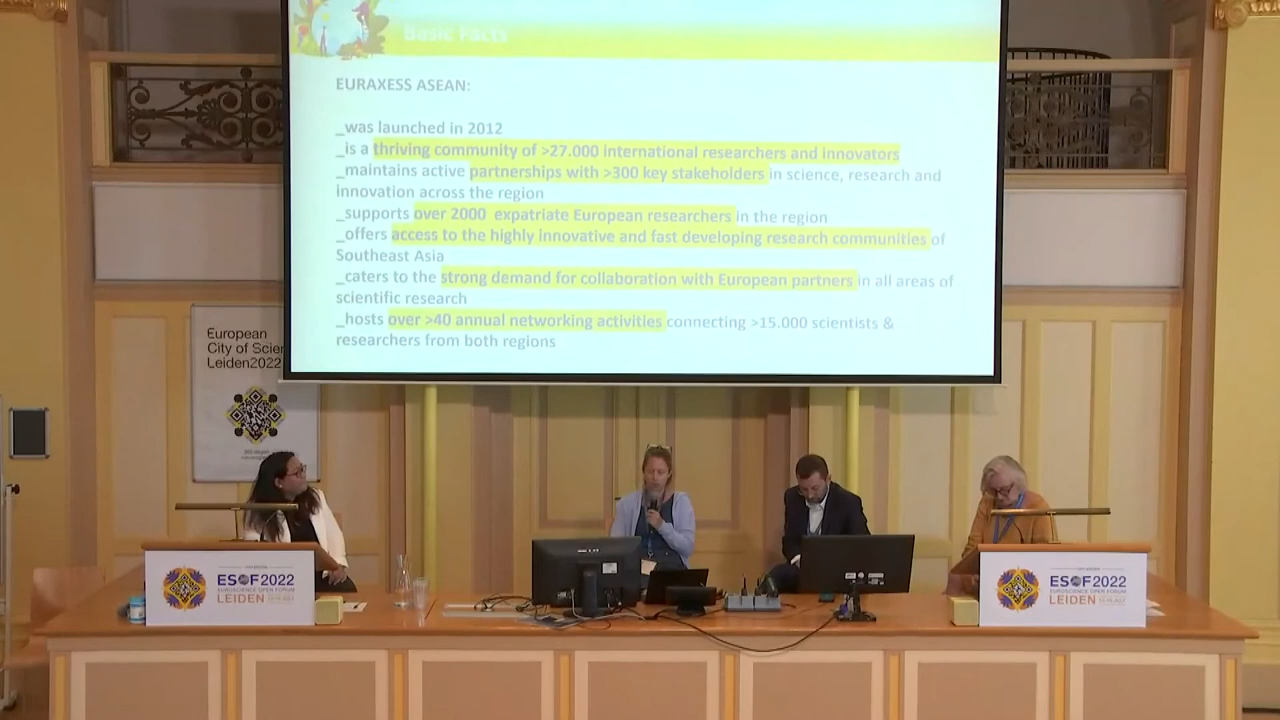 Basic Facts
EURAXESS ASEAN:
_was launched in 2012
_is a thriving community of >27.000 international researchers and innovators
_maintains active partnerships with >300 key stakeholders in science, research and
innovation across the region
_supports over 2000 expatriate European researchers in the region
_offers access to the highly innovative and fast developing research communities of
Southeast Asia
_caters to the strong demand for collaboration with European partners in all areas of
scientific research
_hosts over >40 annual networking activities connecting >15.000 scientists &
researchers from both regions
European
City of Scien
Leiden2022
ESOF2022
EUROSCIENCE OPEN FORUM
LEIDEN
ESOF2022
EUROSCIENCE OPEN FORUM
LEIDEN